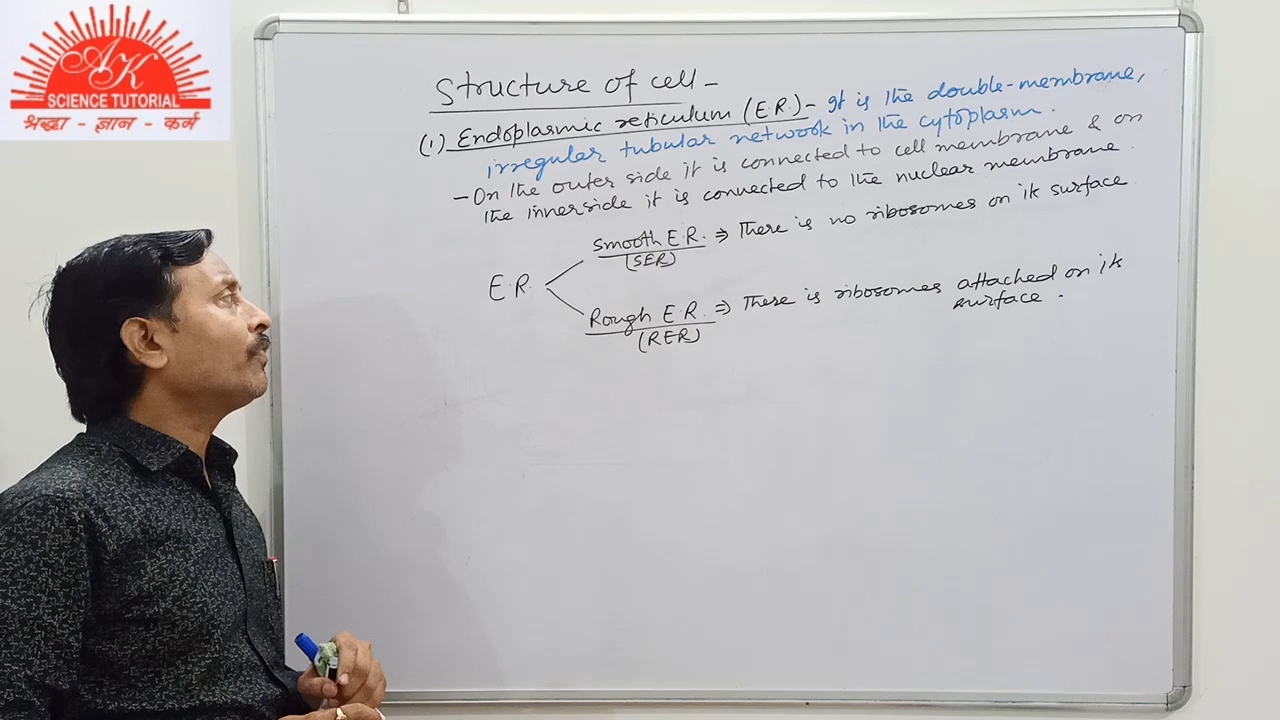 AK
SCIENCE TUTORIAL
श्रद्धा - ज्ञान - कर्म
Structure of cell -
(1) Endoplasmic reticulum (E.R.) - It is the double-membrane,
irregular tubular network in the cytoplasm.
- On the outer side it is connected to cell membrane & on
the innerside it is connected to the nuclear membrane.
Smooth E.R. ⇒ There is no ribosomes on its surface
(SER)
E.R.
Rough E.R. ⇒ There is ribosomes attached on its
surface.
(RER)